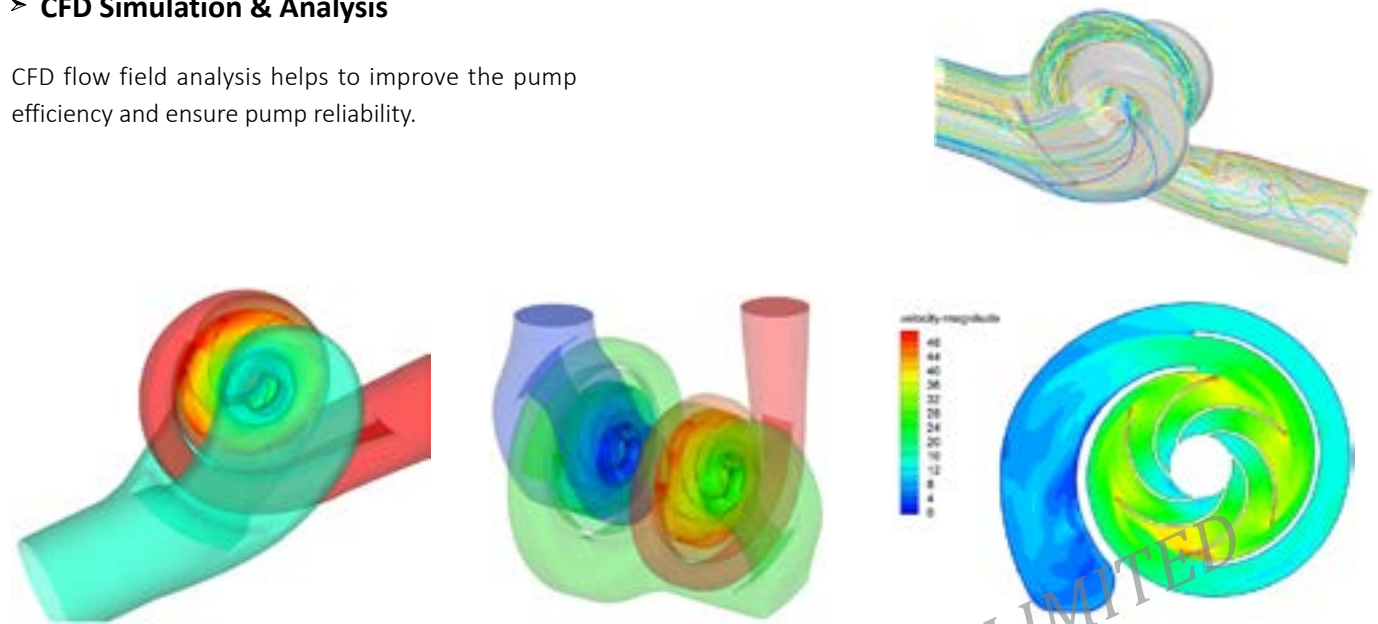 ➢ CFD Simulation & Analysis
CFD flow field analysis helps to improve the pump
efficiency and ensure pump reliability.
velocity-magnitude
48
44
40
36
32
28
24
20
16
12
8
4
0
LIMITED